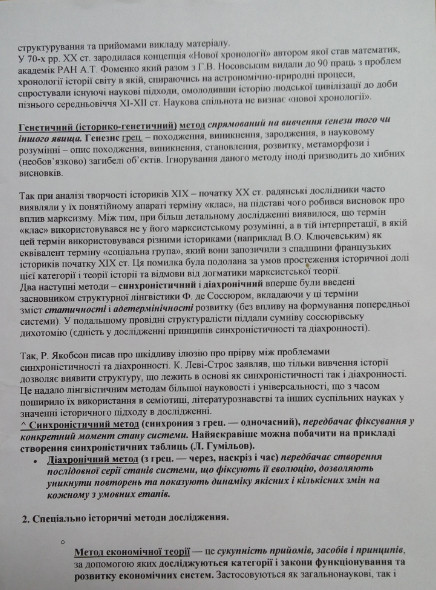 структурування та прийомами викладу матеріалу.
У 70-х рр. ХХ ст. зародилася концепція «Нової хронології» автором якої став математик,
академік РАН А.Т. Фоменко який разом з Г.В. Носовським видали до 90 праць з проблем
хронології історії світу в якій, спираючись на астрономічно-природні процеси,
спростували існуючі наукові підходи, омолодивши історію людської цивілізації до доби
пізнього середньовіччя XI-XII ст. Наукова спільнота не визнає «нової хронології».
Генетичний (історико-генетичний) метод спрямований на вивчення генези того чи
іншого явища. Генезис грец. – походження, виникнення, зародження, в науковому
розумінні – опис походження, виникнення, становлення, розвитку, метаморфози і
(необов’язково) загибелі об’єктів. Ігнорування даного методу іноді призводить до хибних
висновків.
Так при аналізі творчості істориків XIX – початку ХХ ст. радянські дослідники часто
виявляли у їх понятійному апараті терміну «клас», на підставі чого робився висновок про
вплив марксизму. Між тим, при більш детальному дослідженні виявилося, що термін
«клас» використовувався не у його марксистському розумінні, а в тій інтерпретації, в якій
цей термін використовувався різними істориками (наприклад В.О. Ключевським) як
еквівалент терміну «соціальна група», який вони запозичили з спадщини французьких
істориків початку XIX ст. Ця помилка була подолана за умов простеження історичної долі
цієї категорії і теорії історії та відмови від догматики марксистської теорії.
Два наступні методи – синхроністичний і діахронічний вперше були введені
засновником структурної лінгвістики Ф. де Соссюром, вкладаючи у ці терміни
зміст статичності і адетермінічності розвитку (без впливу на формування попередньої
системи). У подальшому провідні структуралісти піддали сумніву соссюрівську
дихотомію (єдність у дослідженні принципів синхроністичності та діахронності).
Так, Р. Якобсон писав про шкідливу ілюзію про прірву між проблемами
синхроністичності та діахронності. К. Леві-Строс заявляв, що тільки вивчення історії
дозволяє виявити структуру, що лежить в основі як синхроністичності так і діахронності.
Це надало лінгвістичним методам більшої науковості і універсальності, що з часом
поширило їх використання в семіотиці, літературознавстві та інших суспільних науках у
значенні історичного підходу в дослідженні.
^ Синхроністичний метод (синхрония з грец. — одночасний), передбачає фіксування у
конкретний момент стану системи. Найяскравіше можна побачити на прикладі
створення синхроністичних таблиць (Л. Гумільов).
• Діахронічний метод (з грец. — через, наскріз і час) передбачає створення
послідовної серії станів системи, що фіксують її еволюцію, дозволяють
уникнути повторень та показують динаміку якісних і кількісних змін на
кожному з умовних етапів.
2. Спеціально історичні методи дослідження.
○
Метод економічної теорії — це сукупність прийомів, засобів і принципів,
за допомогою яких досліджуються категорії і закони функціонування та
розвитку економічних систем. Застосовуються як загальнонаукові, так і